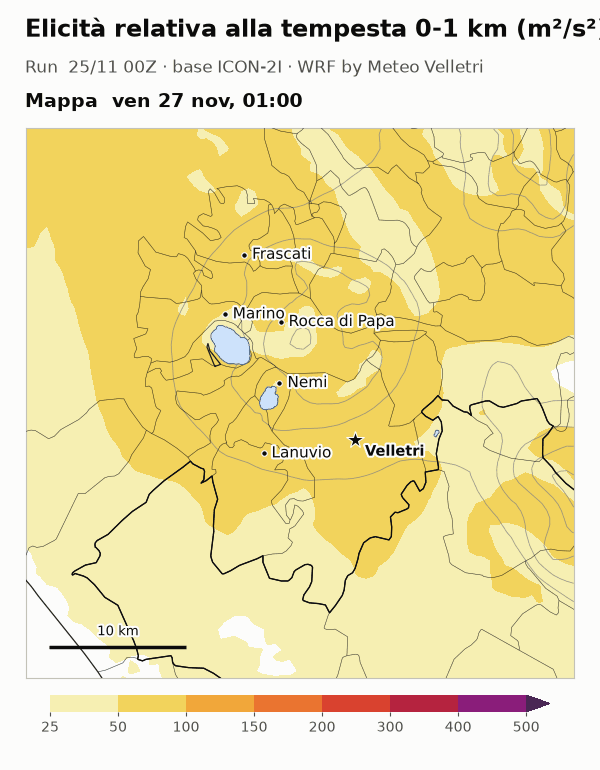 Elicità relativa alla tempesta 0-1 km (m²/s²)
Run 25/11 00Z · base ICON-2I · WRF by Meteo Velletri
Mappa ven 27 nov, 01:00
Frascati
Marino
Rocca di Papa
Nemi
Velletri
Lanuvio
10 km
25 50 100 150 200 300 400 500